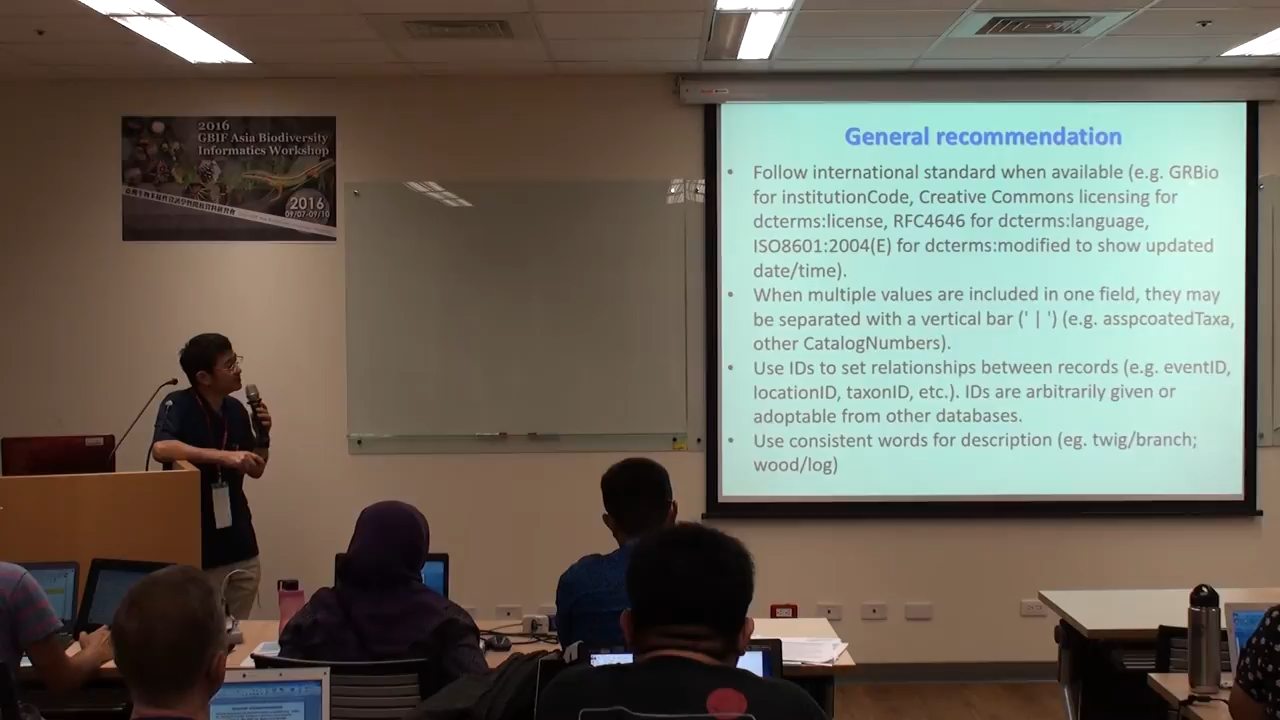 2016
GBIF Asia Biodiversity
Informatics Workshop
2016
09/07-09/10
General recommendation
• Follow international standard when available (e.g. GRBio
for institutionCode, Creative Commons licensing for
dcterms:license, RFC4646 for dcterms:language,
ISO8601:2004(E) for dcterms:modified to show updated
date/time).
• When multiple values are included in one field, they may
be separated with a vertical bar (' | ') (e.g. asspcoatedTaxa,
other CatalogNumbers).
• Use IDs to set relationships between records (e.g. eventID,
locationID, taxonID, etc.). IDs are arbitrarily given or
adoptable from other databases.
• Use consistent words for description (eg. twig/branch;
wood/log)